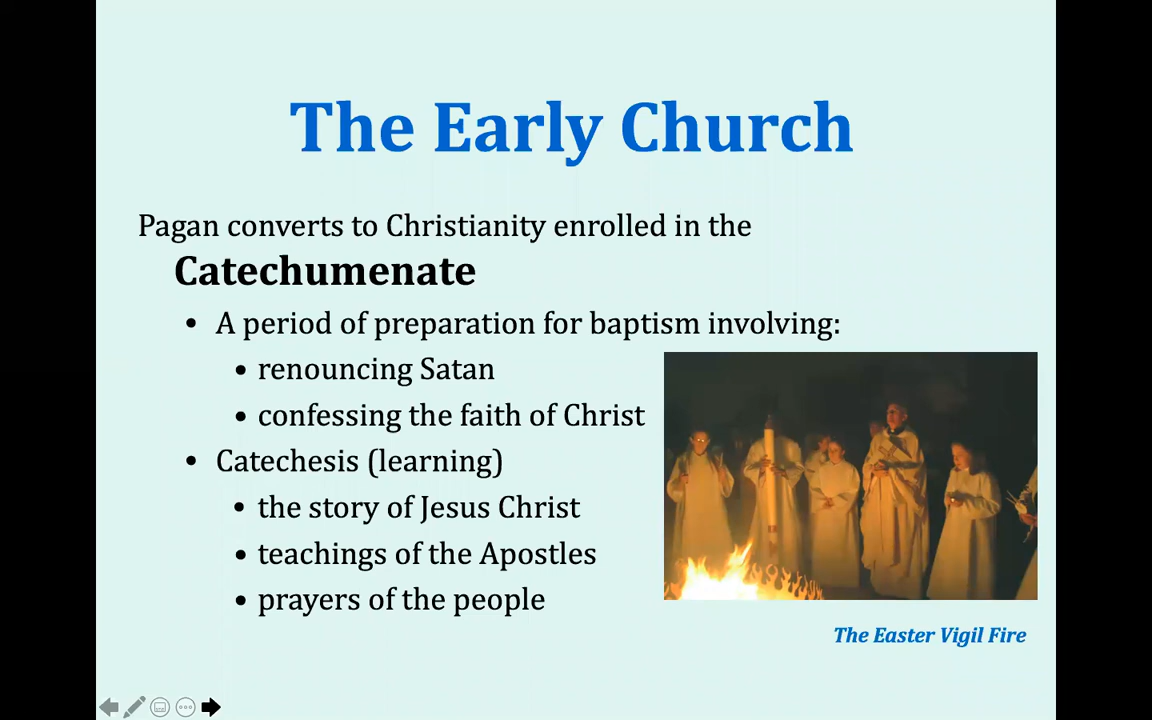 The Early Church
Pagan converts to Christianity enrolled in the
Catechumenate
• A period of preparation for baptism involving:
• renouncing Satan
• confessing the faith of Christ
• Catechesis (learning)
• the story of Jesus Christ
• teachings of the Apostles
• prayers of the people
The Easter Vigil Fire